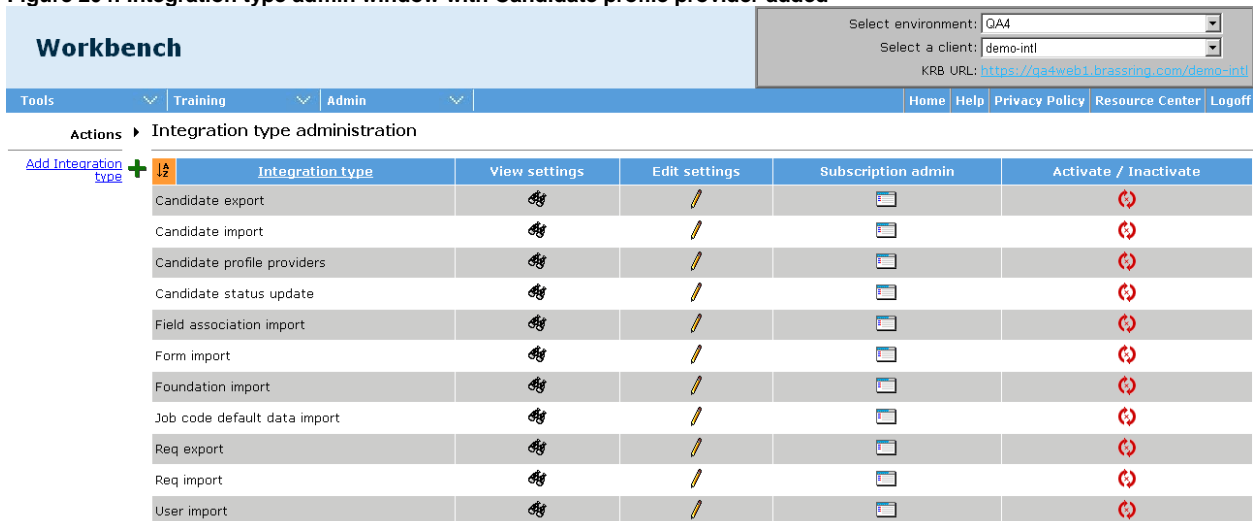 Workbench
Select environment: QA4
Select a client: demo-intl
KRB URL: https://qa4web1.brassring.com/demo-intl
Tools Training Admin Home Help Privacy Policy Resource Center Logoff
Actions Integration type administration
Add Integration type
Integration type View settings Edit settings Subscription admin Activate / Inactivate
Candidate export
Candidate import
Candidate profile providers
Candidate status update
Field association import
Form import
Foundation import
Job code default data import
Req export
Req import
User import